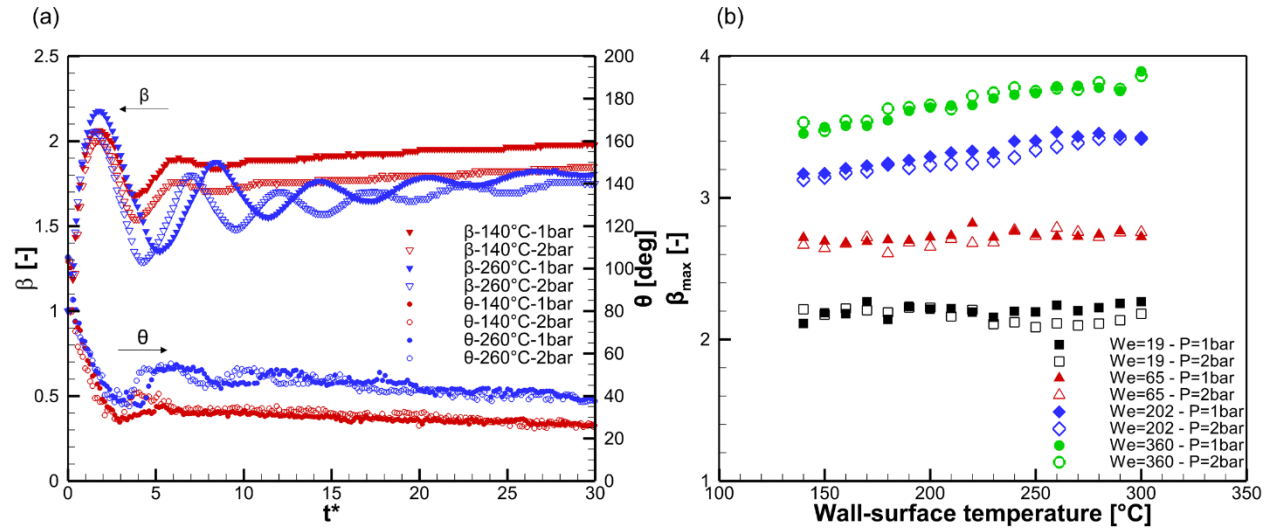 (a)
2.5
2
1.5
1
0.5
0
β [-]
200
180
160
140
120
100
80
60
40
20
0
θ [deg]
β
θ
β-140°C-1bar
β-140°C-2bar
β-260°C-1bar
β-260°C-2bar
θ-140°C-1bar
θ-140°C-2bar
θ-260°C-1bar
θ-260°C-2bar
0 5 10 15 20 25 30
t*
(b)
4
3
2
1
βmax [-]
We=19 - P=1bar
We=19 - P=2bar
We=65 - P=1bar
We=65 - P=2bar
We=202 - P=1bar
We=202 - P=2bar
We=360 - P=1bar
We=360 - P=2bar
100 150 200 250 300 350
Wall-surface temperature [°C]